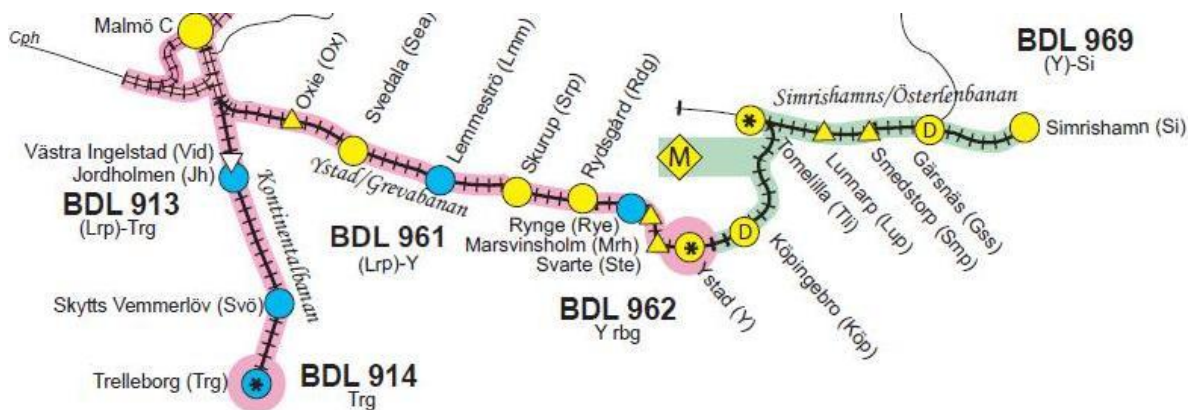 Malmö C
Cph
Oxie (Ox)
Svedala (Sea)
Lemmeströ (Lmm)
Skurup (Srp)
Rydsgård (Rdg)
BDL 969
(Y)-Si
Simrishamns/Österlenbanan
D
Simrishamn (Si)
M
Tomelilla (Tll)
Lunnarp (Lup)
Smedstorp (Smp)
Gärsnäs (Gss)
Västra Ingelstad (Vid)
Jordholmen (Jh)
BDL 913
(Lrp)-Trg
Kontinentalbanan
Ystad/Grevabanan
BDL 961
(Lrp)-Y
Rynge (Rye)
Marsvinsholm (Mrh)
Svarte (Ste)
D
Köpingebro (Köp)
Ystad (Y)
BDL 962
Y rbg
Skytts Vemmerlöv (Svö)
Trelleborg (Trg)
BDL 914
Trg